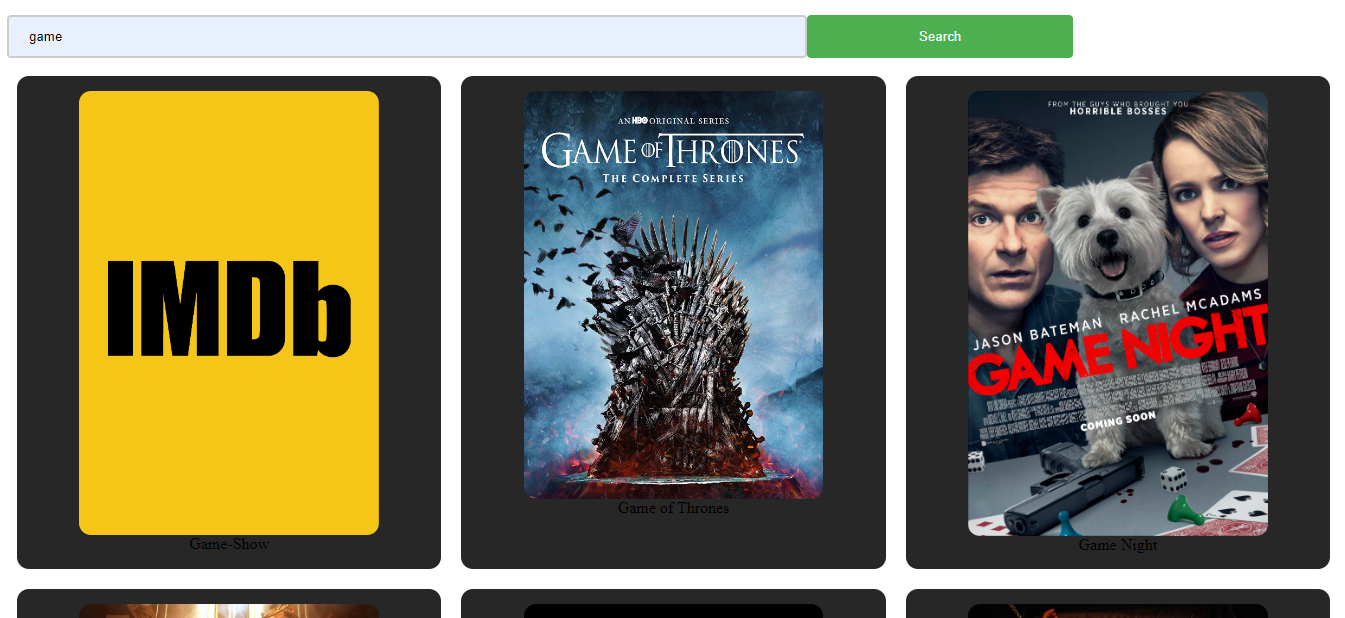 game
Search
IMDb
Game-Show
AN HBO ORIGINAL SERIES
GAME OF THRONES
THE COMPLETE SERIES
Game of Thrones
FROM THE GUYS WHO BROUGHT YOU
HORRIBLE BOSSES
JASON BATEMAN RACHEL MCADAMS
GAME NIGHT
COMING SOON
Game Night